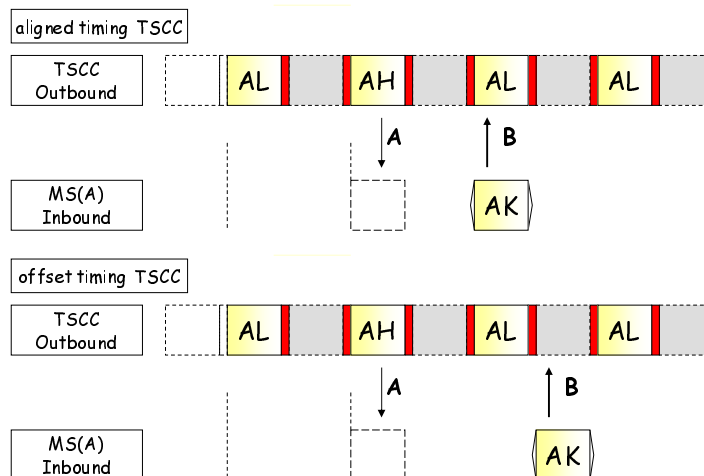 aligned timing TSCC
TSCC
Outbound
AL
AH
AL
AL
A
B
MS(A)
Inbound
AK
offset timing TSCC
TSCC
Outbound
AL
AH
AL
AL
A
B
MS(A)
Inbound
AK